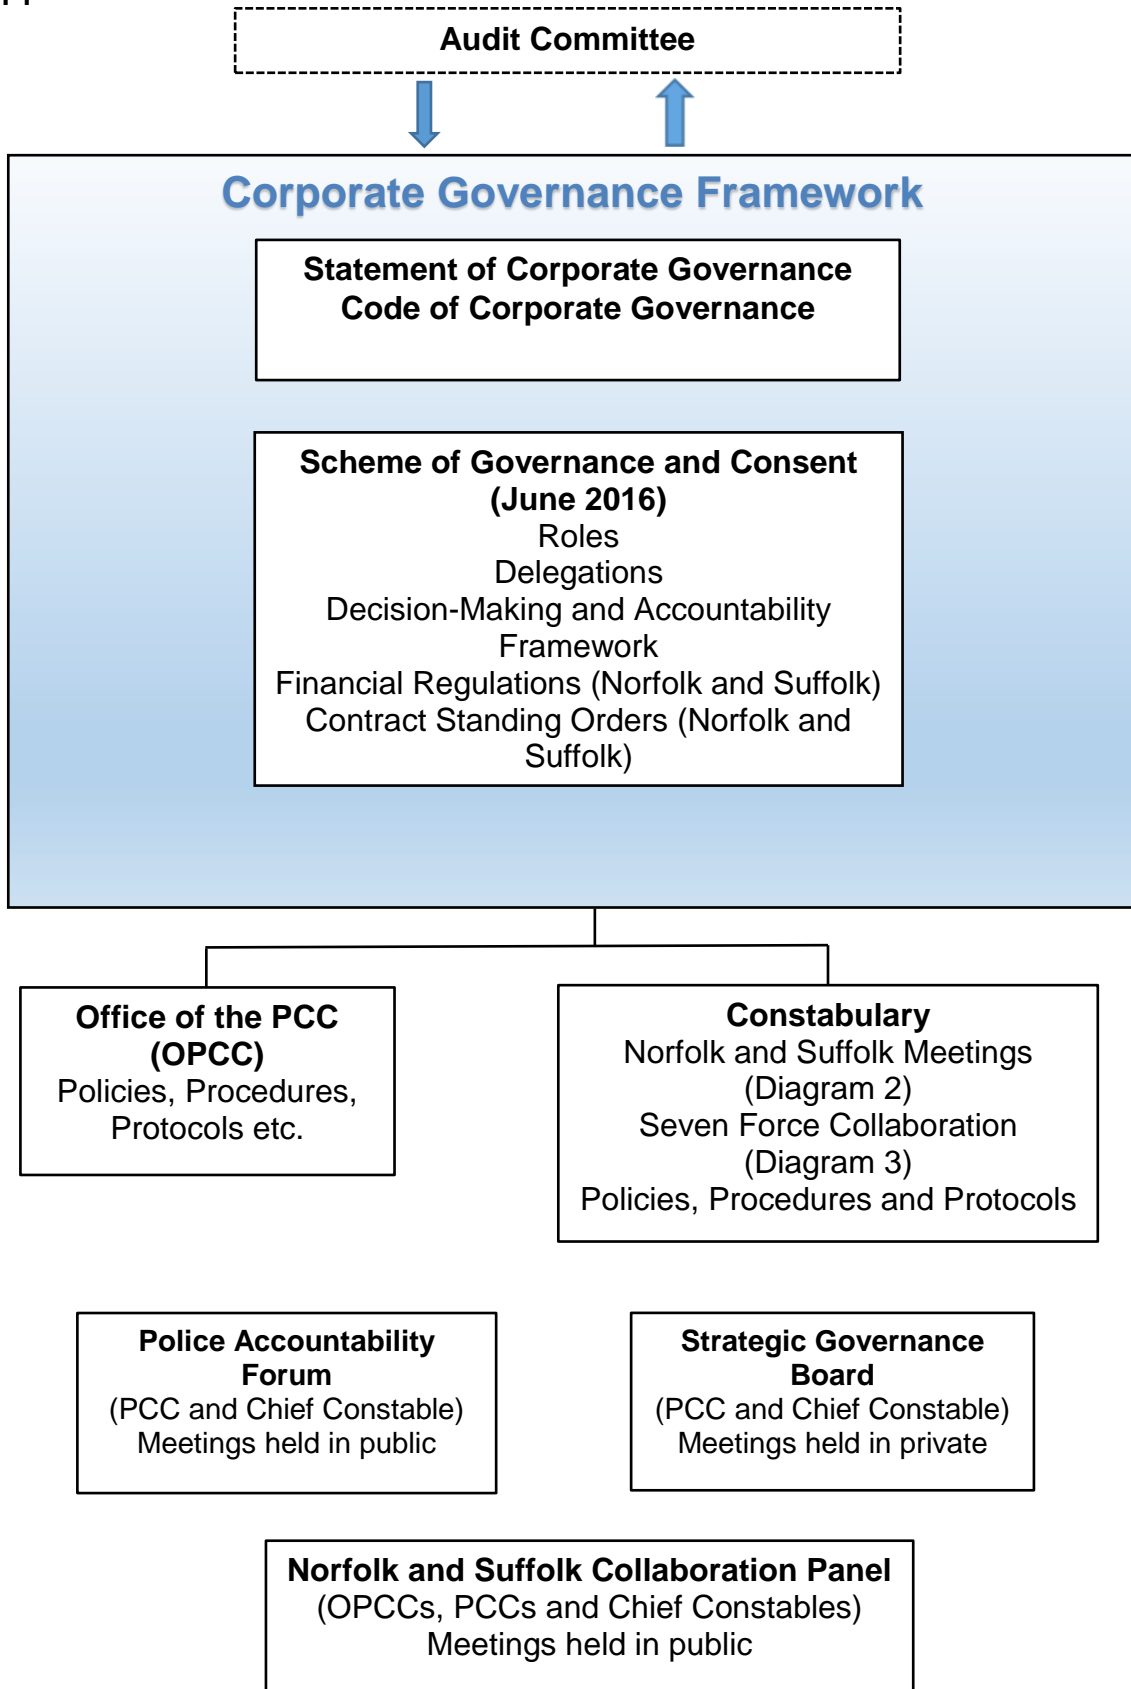 Audit Committee
Corporate Governance Framework
Statement of Corporate Governance
Code of Corporate Governance
Scheme of Governance and Consent
(June 2016)
Roles
Delegations
Decision-Making and Accountability
Framework
Financial Regulations (Norfolk and Suffolk)
Contract Standing Orders (Norfolk and
Suffolk)
Office of the PCC
(OPCC)
Policies, Procedures,
Protocols etc.
Constabulary
Norfolk and Suffolk Meetings
(Diagram 2)
Seven Force Collaboration
(Diagram 3)
Policies, Procedures and Protocols
Police Accountability
Forum
(PCC and Chief Constable)
Meetings held in public
Strategic Governance
Board
(PCC and Chief Constable)
Meetings held in private
Norfolk and Suffolk Collaboration Panel
(OPCCs, PCCs and Chief Constables)
Meetings held in public